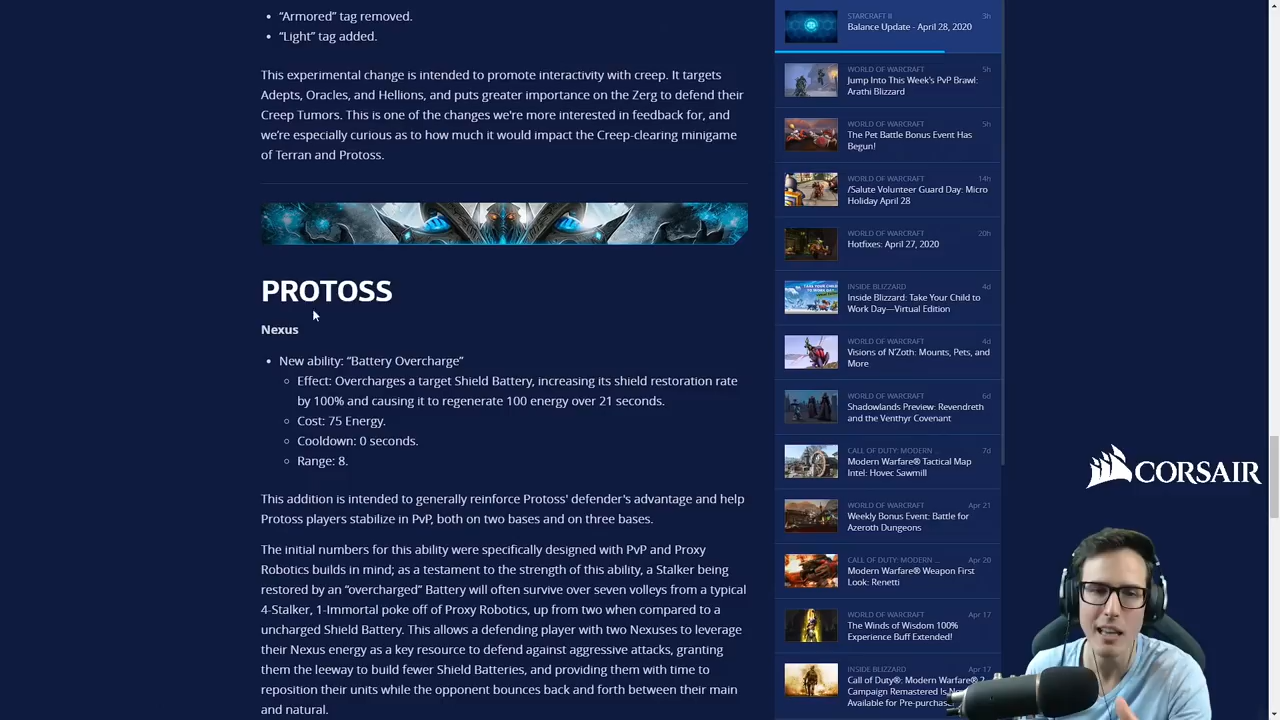 "Armored" tag removed.
"Light" tag added.
This experimental change is intended to promote interactivity with creep. It targets
Adepts, Oracles, and Hellions, and puts greater importance on the Zerg to defend their
Creep Tumors. This is one of the changes we're more interested in feedback for, and
we're especially curious as to how much it would impact the Creep-clearing minigame
of Terran and Protoss.
PROTOSS
Nexus
New ability: "Battery Overcharge"
Effect: Overcharges a target Shield Battery, increasing its shield restoration rate
by 100% and causing it to regenerate 100 energy over 21 seconds.
Cost: 75 Energy.
Cooldown: 0 seconds.
Range: 8.
This addition is intended to generally reinforce Protoss' defender's advantage and help
Protoss players stabilize in PvP, both on two bases and on three bases.
The initial numbers for this ability were specifically designed with PvP and Proxy
Robotics builds in mind; as a testament to the strength of this ability, a Stalker being
restored by an "overcharged" Battery will often survive over seven volleys from a typical
4-Stalker, 1-Immortal poke off of Proxy Robotics, up from two when compared to a
uncharged Shield Battery. This allows a defending player with two Nexuses to leverage
their Nexus energy as a key resource to defend against aggressive attacks, granting
them the leeway to build fewer Shield Batteries, and providing them with time to
reposition their units while the opponent bounces back and forth between their main
and natural.
STARCRAFT II 3h
Balance Update - April 28, 2020
WORLD OF WARCRAFT 5h
Jump Into This Week's PvP Brawl:
Arathi Blizzard
WORLD OF WARCRAFT 5h
The Pet Battle Bonus Event Has
Begun!
WORLD OF WARCRAFT 14h
/Salute Volunteer Guard Day: Micro
Holiday April 28
WORLD OF WARCRAFT 20h
Hotfixes: April 27, 2020
INSIDE BLIZZARD 4d
Inside Blizzard: Take Your Child to
Work Day—Virtual Edition
WORLD OF WARCRAFT 4d
Visions of N'Zoth: Mounts, Pets, and
More
WORLD OF WARCRAFT 6d
Shadowlands Preview: Revendreth
and the Venthyr Covenant
CALL OF DUTY: MODERN ... 7d
Modern Warfare® Tactical Map
Intel: Hovec Sawmill
WORLD OF WARCRAFT Apr 21
Weekly Bonus Event: Battle for
Azeroth Dungeons
CALL OF DUTY: MODERN ... Apr 20
Modern Warfare® Weapon First
Look: Renetti
WORLD OF WARCRAFT Apr 17
The Winds of Wisdom 100%
Experience Buff Extended!
INSIDE BLIZZARD Apr 17
Call of Duty®: Modern Warfare® 2
Campaign Remastered Is
Available for Pre-purchas
CORSAIR